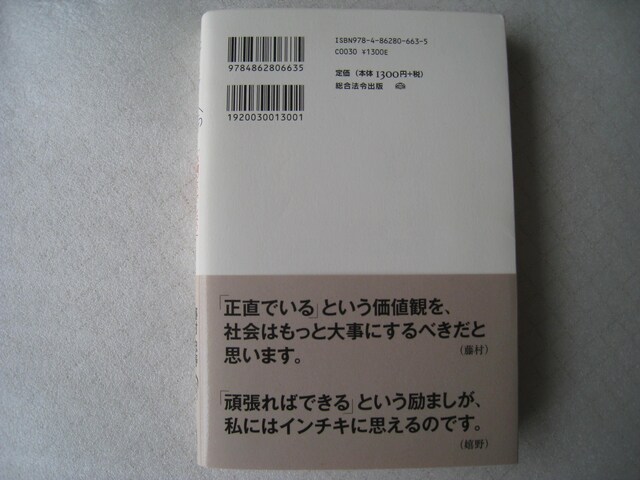 ISBN978-4-86280-663-5
C0030 ¥1300E
9784862806635
定価（本体 1300円+税）
総合法令出版
1920030013001
「正直でいる」という価値観を、
社会はもっと大事にするべきだと
思います。
（藤村）
「頑張ればできる」という励ましが、
私にはインチキに思えるのです。
（嬉野）